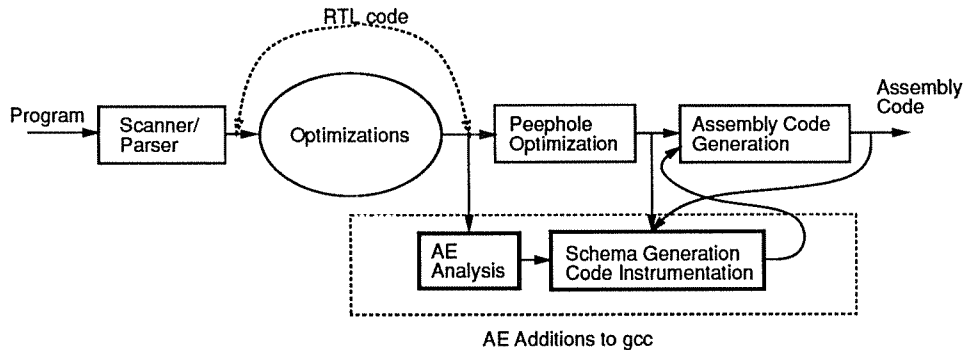 RTL code
Program
Scanner/
Parser
Optimizations
Peephole
Optimization
Assembly Code
Generation
Assembly
Code
AE
Analysis
Schema Generation
Code Instrumentation
AE Additions to gcc